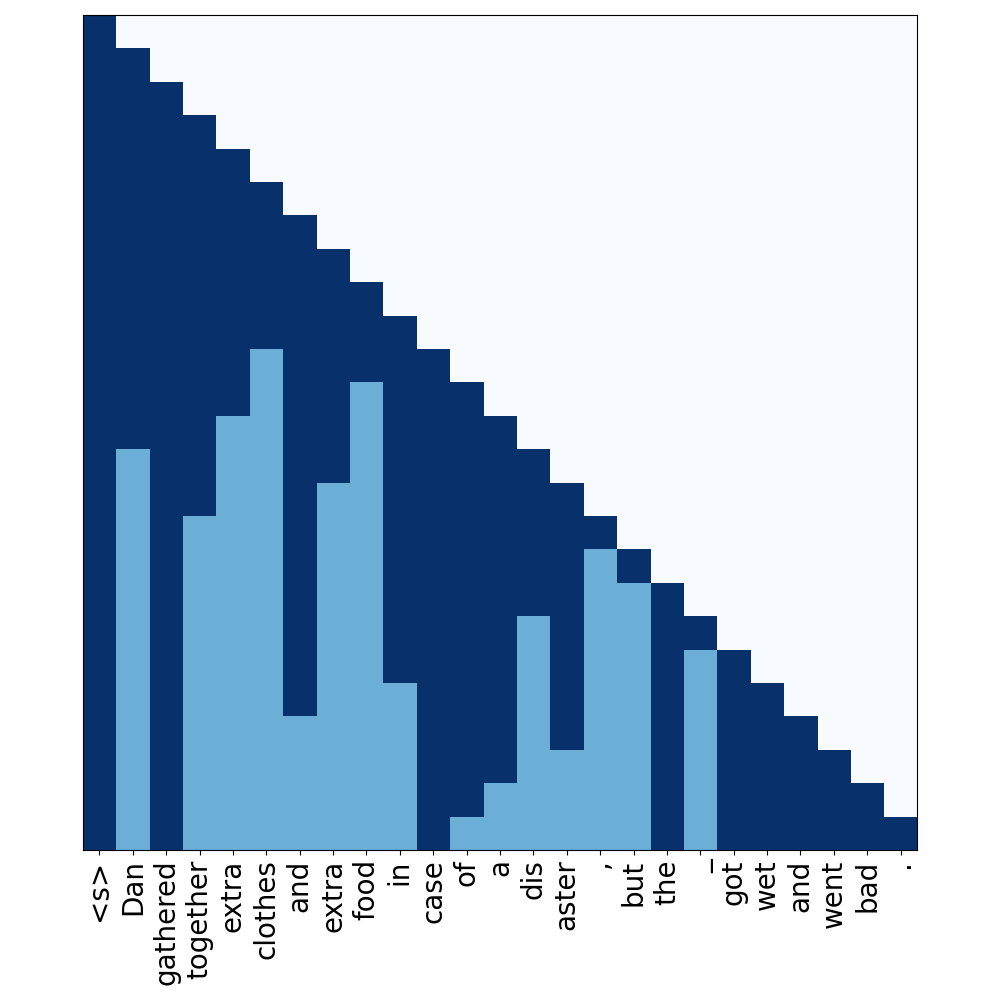 <s> Dan gathered together extra clothes and extra food in case of a dis aster , but the _ got wet and went bad .